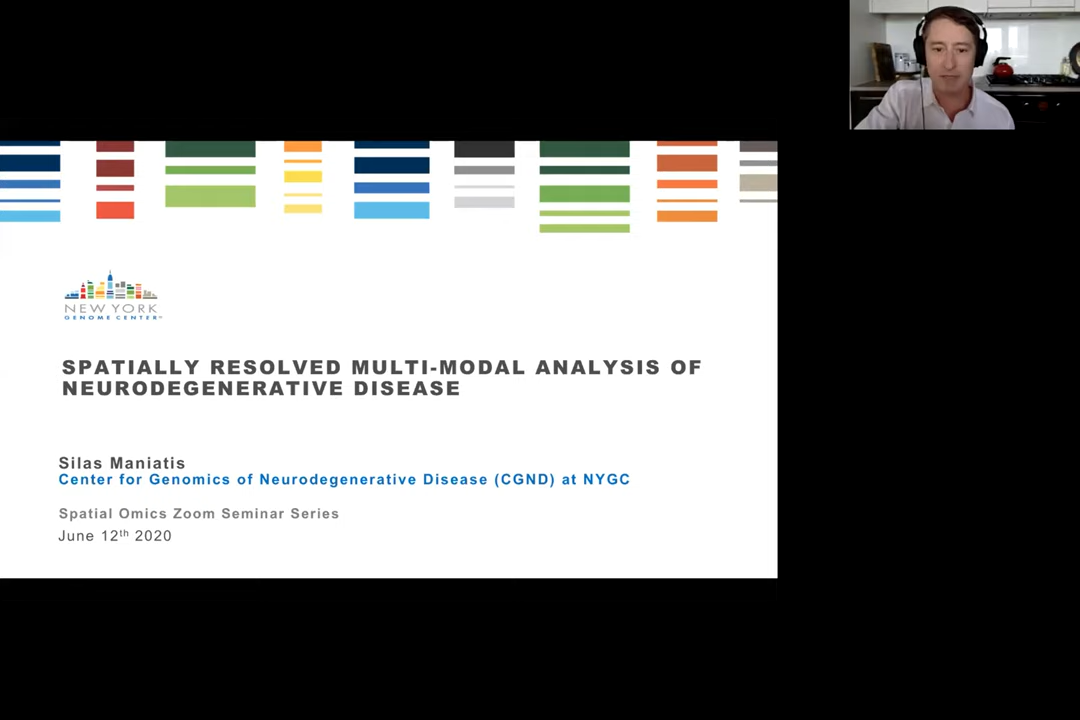 NEW YORK
GENOME CENTER™
SPATIALLY RESOLVED MULTI-MODAL ANALYSIS OF
NEURODEGENERATIVE DISEASE
Silas Maniatis
Center for Genomics of Neurodegenerative Disease (CGND) at NYGC
Spatial Omics Zoom Seminar Series
June 12th 2020